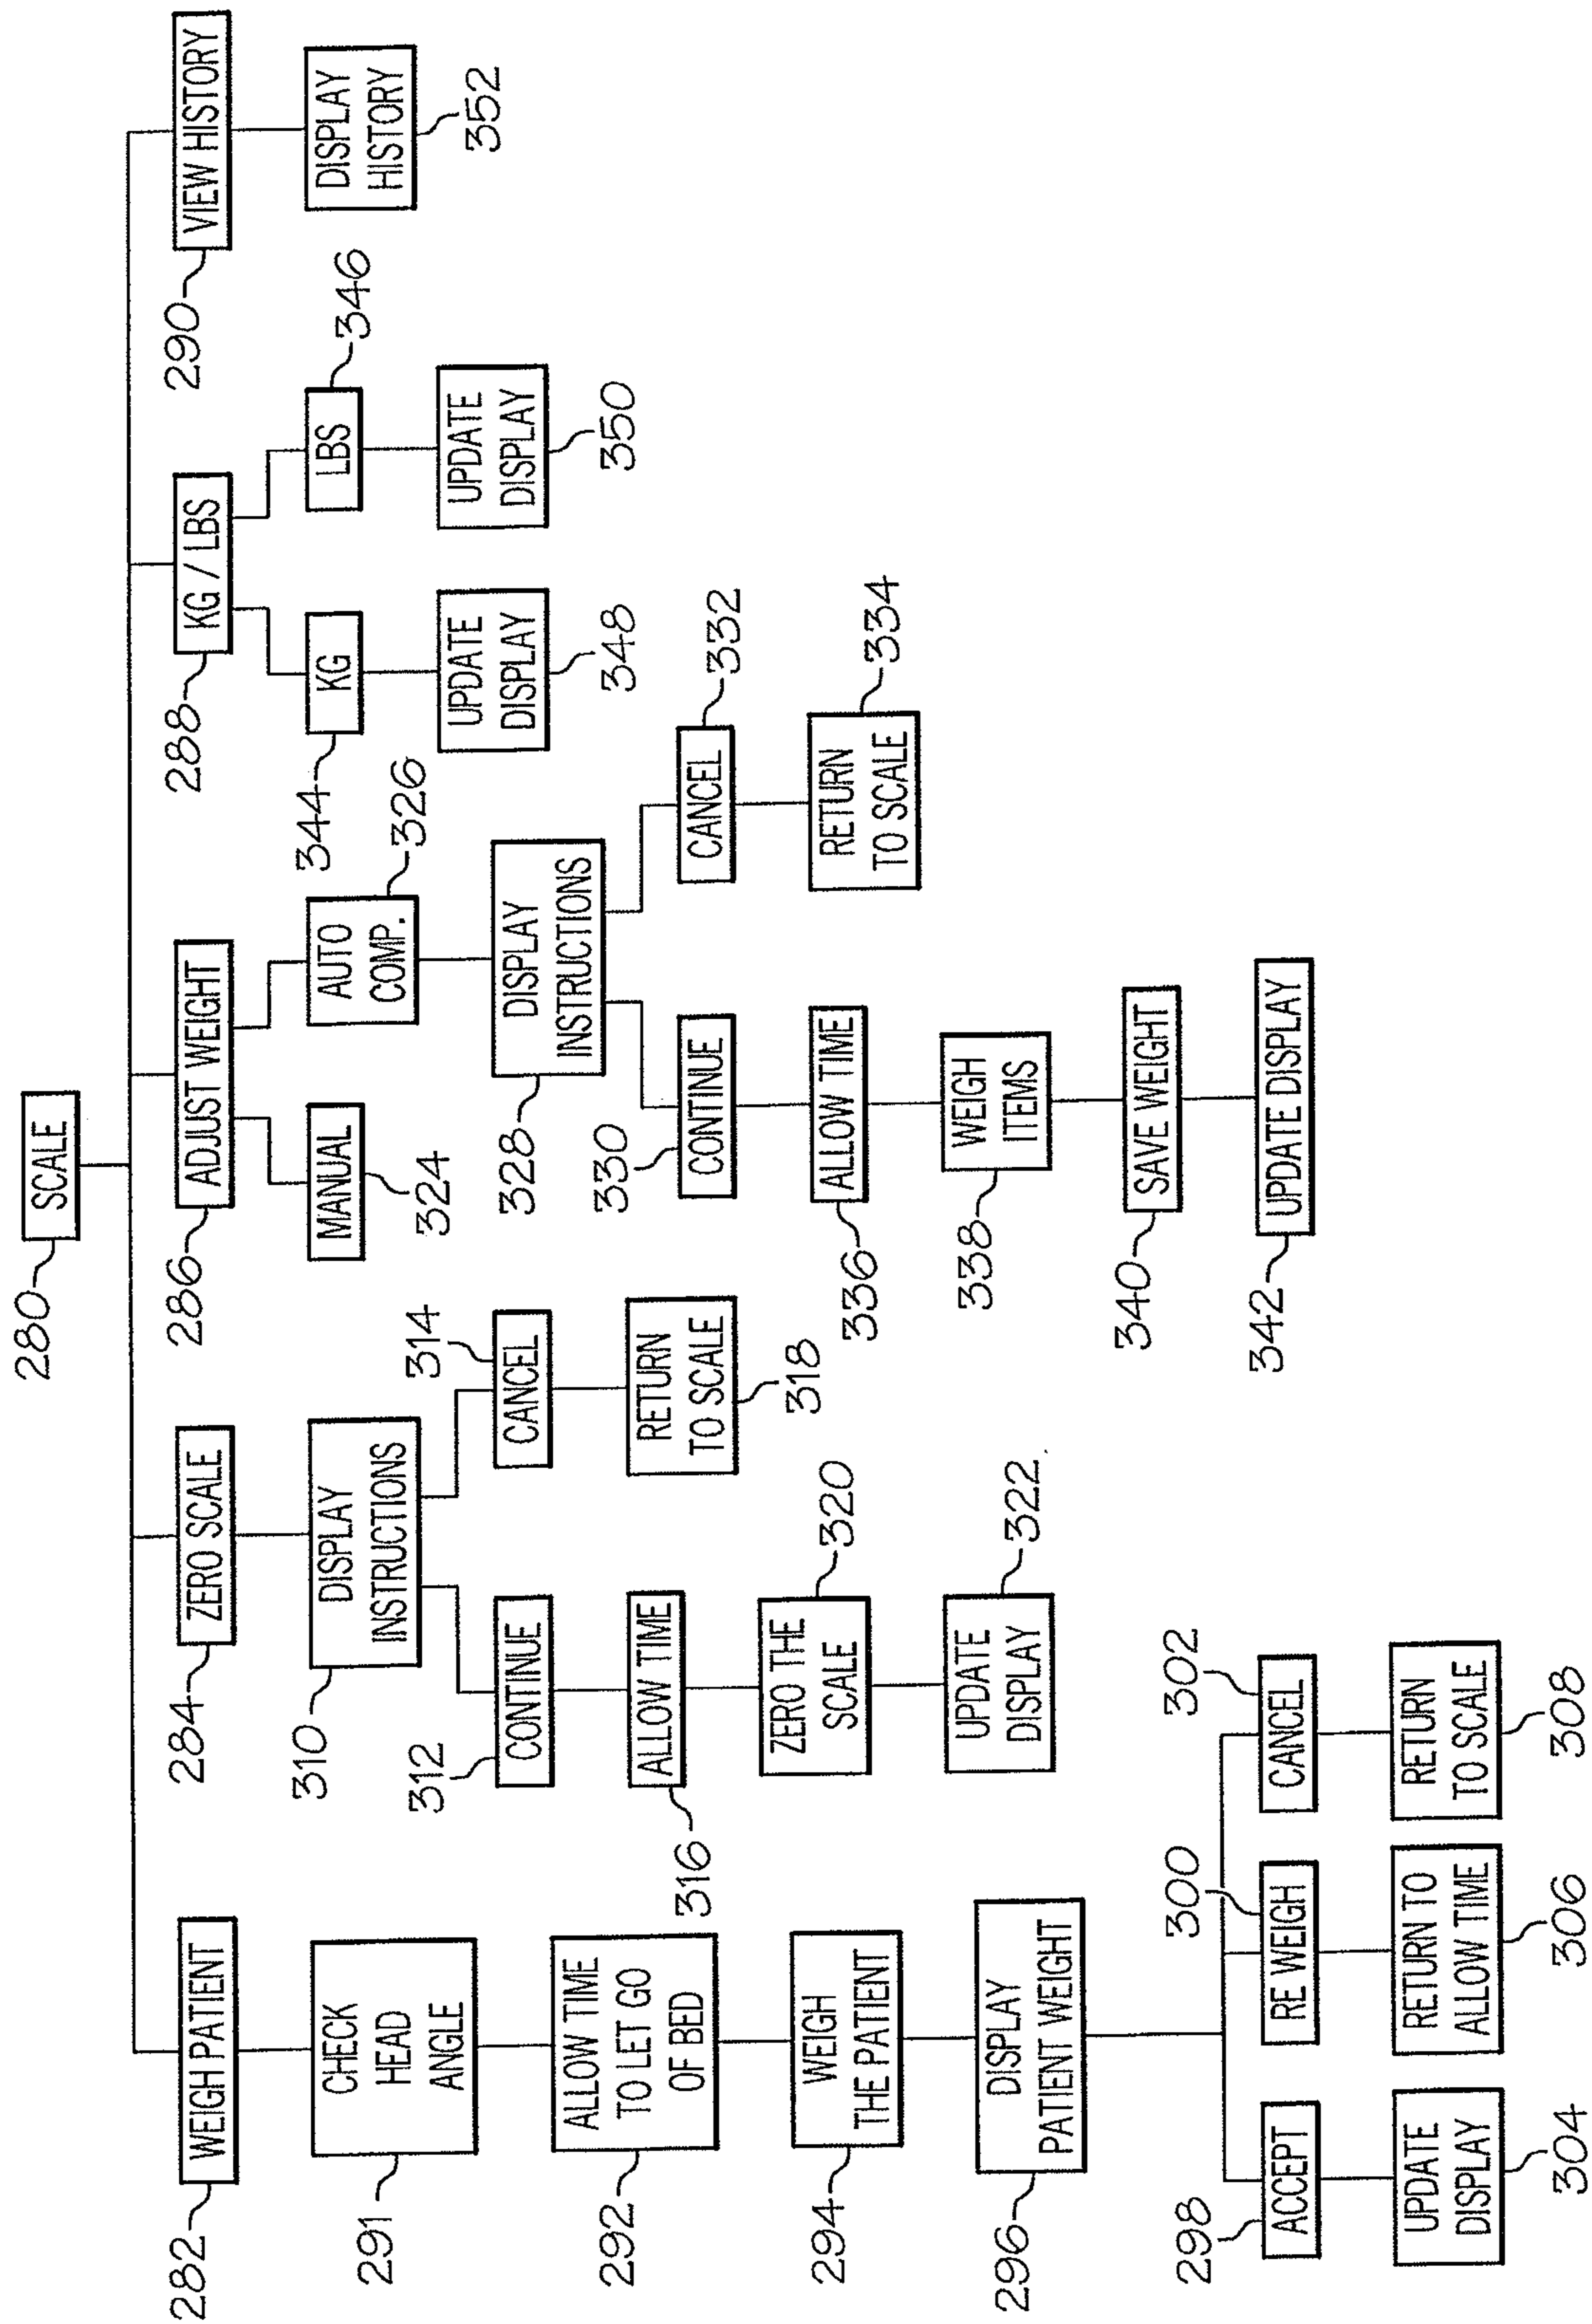 280
SCALE
282
WEIGH PATIENT
284
ZERO SCALE
286
ADJUST WEIGHT
288
KG / LBS
290
VIEW HISTORY
291
CHECK
HEAD
ANGLE
292
ALLOW TIME
TO LET GO
OF BED
294
WEIGH
THE PATIENT
296
DISPLAY
PATIENT WEIGHT
298
ACCEPT
300
RE WEIGH
302
CANCEL
UPDATE
DISPLAY
304
RETURN TO
ALLOW TIME
306
RETURN
TO SCALE
308
310
DISPLAY
INSTRUCTIONS
312
CONTINUE
314
CANCEL
316
ALLOW TIME
RETURN
TO SCALE
318
ZERO THE
SCALE
320
UPDATE
DISPLAY
322
MANUAL
324
AUTO
COMP.
326
328
DISPLAY
INSTRUCTIONS
330
CONTINUE
CANCEL
332
RETURN
TO SCALE
334
336
ALLOW TIME
338
WEIGH
ITEMS
340
SAVE WEIGHT
342
UPDATE DISPLAY
344
KG
LBS
346
UPDATE
DISPLAY
348
UPDATE
DISPLAY
350
DISPLAY
HISTORY
352